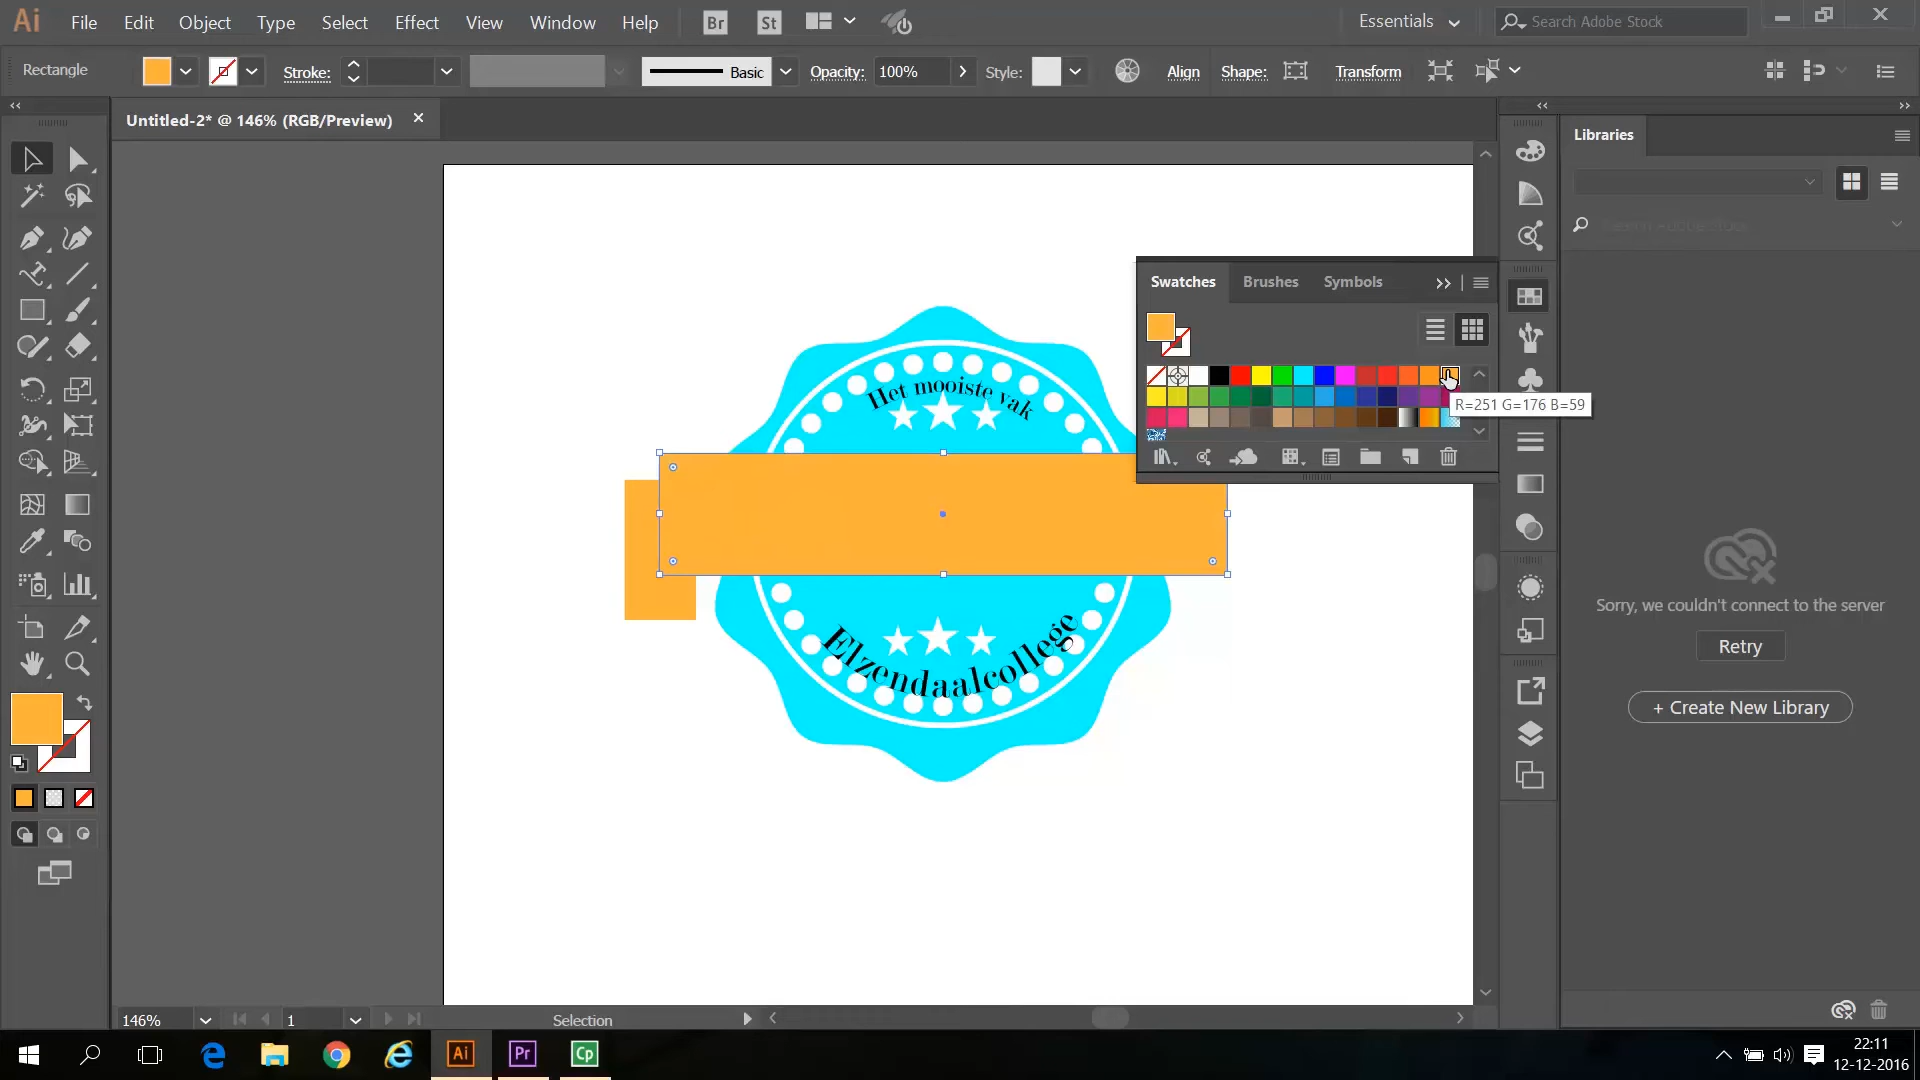 Ai File Edit Object Type Select Effect View Window Help Br St Essentials Search Adobe Stock
Rectangle Stroke: Basic Opacity: 100% Style: Align Shape: Transform
Untitled-2* @ 146% (RGB/Preview)
Libraries
Swatches Brushes Symbols
R=251 G=176 B=59
Het mooiste vak
Elzendaalcollege
Sorry, we couldn't connect to the server
Retry
+ Create New Library
146% 1 Selection
Ai Pr Cp
22:11
12-12-2016